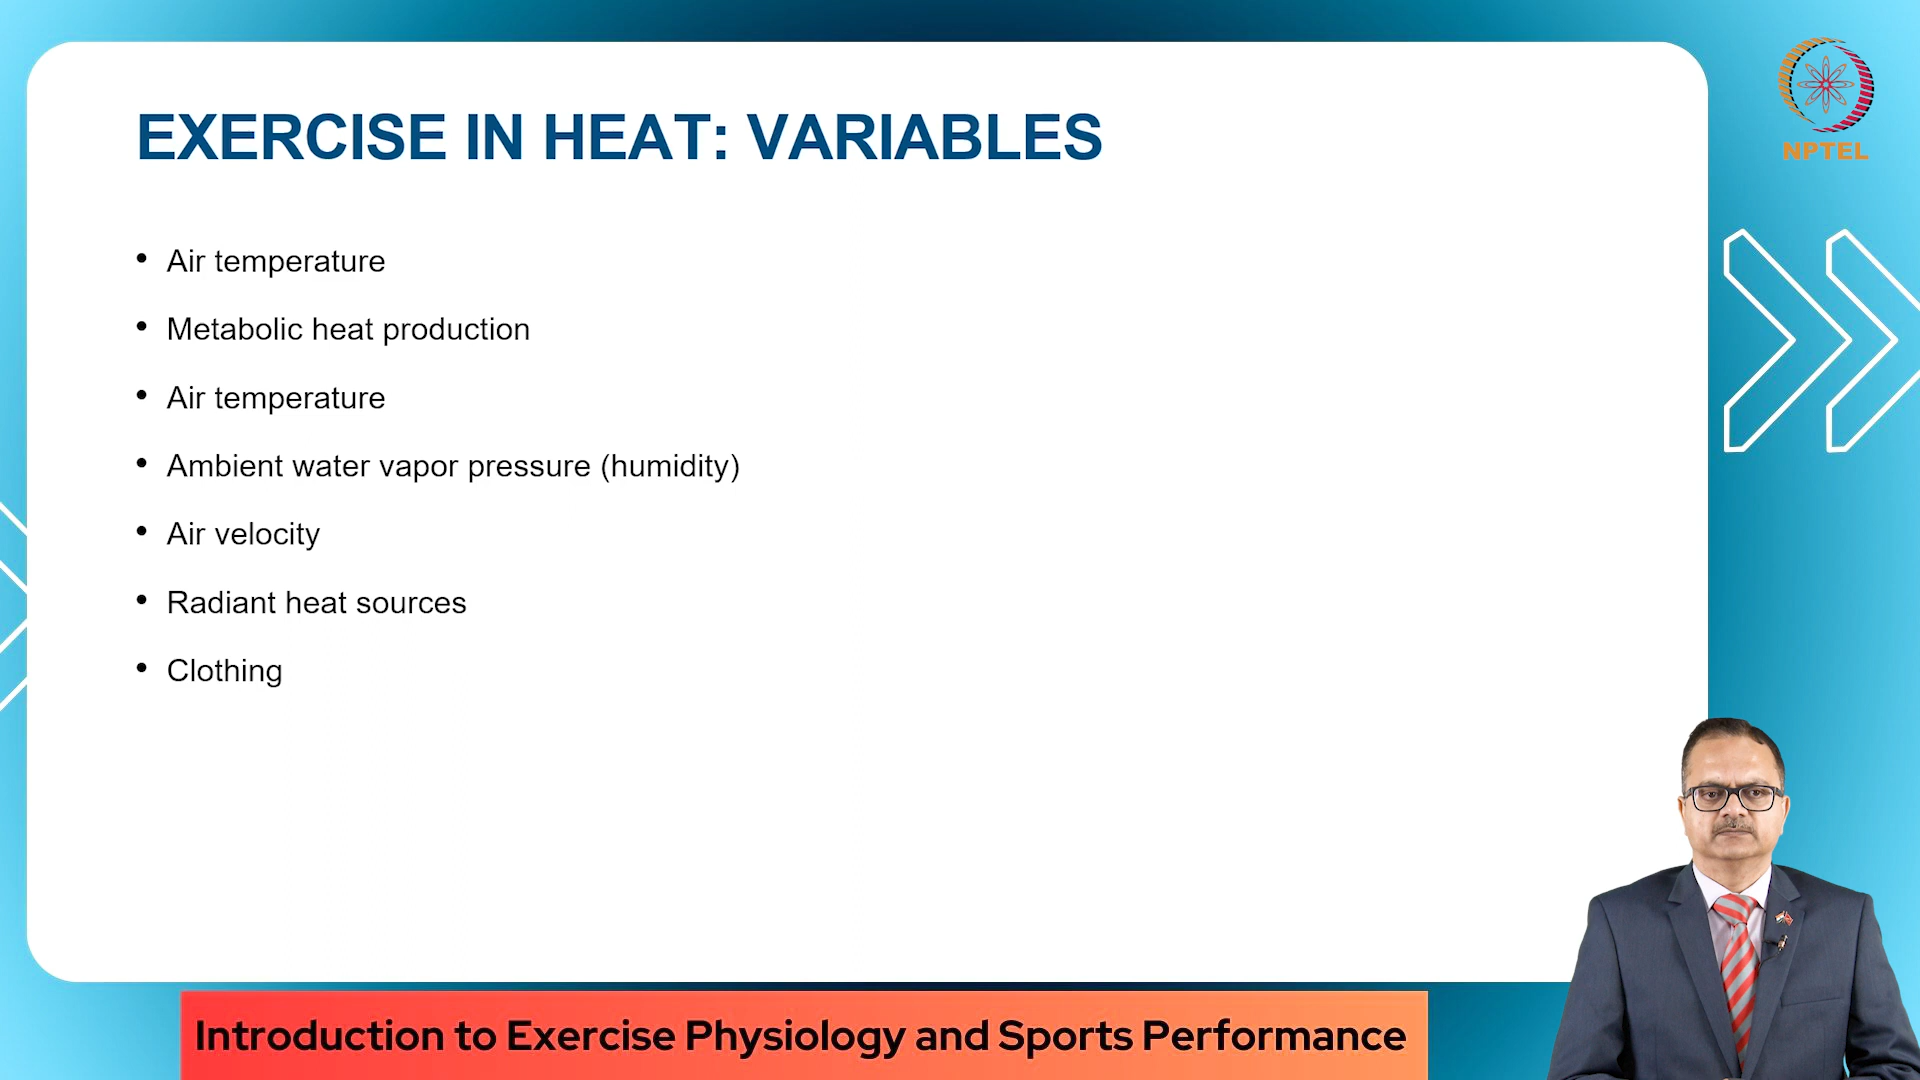 EXERCISE IN HEAT: VARIABLES
NPTEL
• Air temperature
• Metabolic heat production
• Air temperature
• Ambient water vapor pressure (humidity)
• Air velocity
• Radiant heat sources
• Clothing
Introduction to Exercise Physiology and Sports Performance